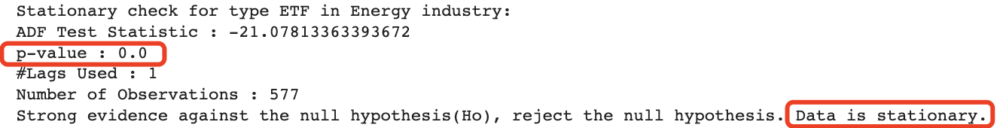 Stationary check for type ETF in Energy industry:
ADF Test Statistic : -21.07813363393672
p-value : 0.0
#Lags Used : 1
Number of Observations : 577
Strong evidence against the null hypothesis(Ho), reject the null hypothesis. Data is stationary.